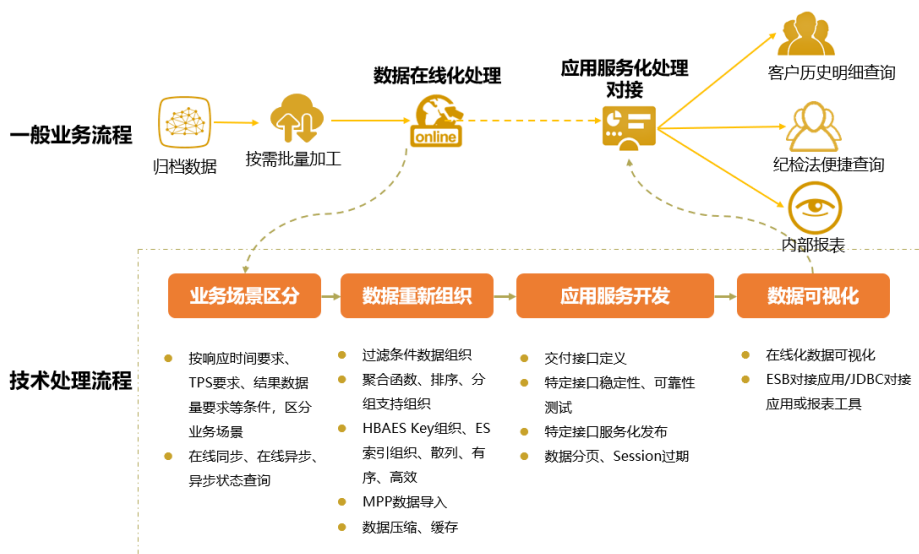 一般业务流程
归档数据
按需批量加工
数据在线化处理
online
应用服务化处理
对接
客户历史明细查询
纪检法便捷查询
内部报表
技术处理流程
业务场景区分
按响应时间要求、
TPS要求、结果数据
量要求等条件，区分
业务场景
在线同步、在线异步、
异步状态查询
数据重新组织
过滤条件数据组织
聚合函数、排序、分
组支持组织
HBAES Key组织、ES
索引组织、散列、有
序、高效
MPP数据导入
数据压缩、缓存
应用服务开发
交付接口定义
特定接口稳定性、可靠性
测试
特定接口服务化发布
数据分页、Session过期
数据可视化
在线化数据可视化
ESB对接应用/JDBC对接
应用或报表工具